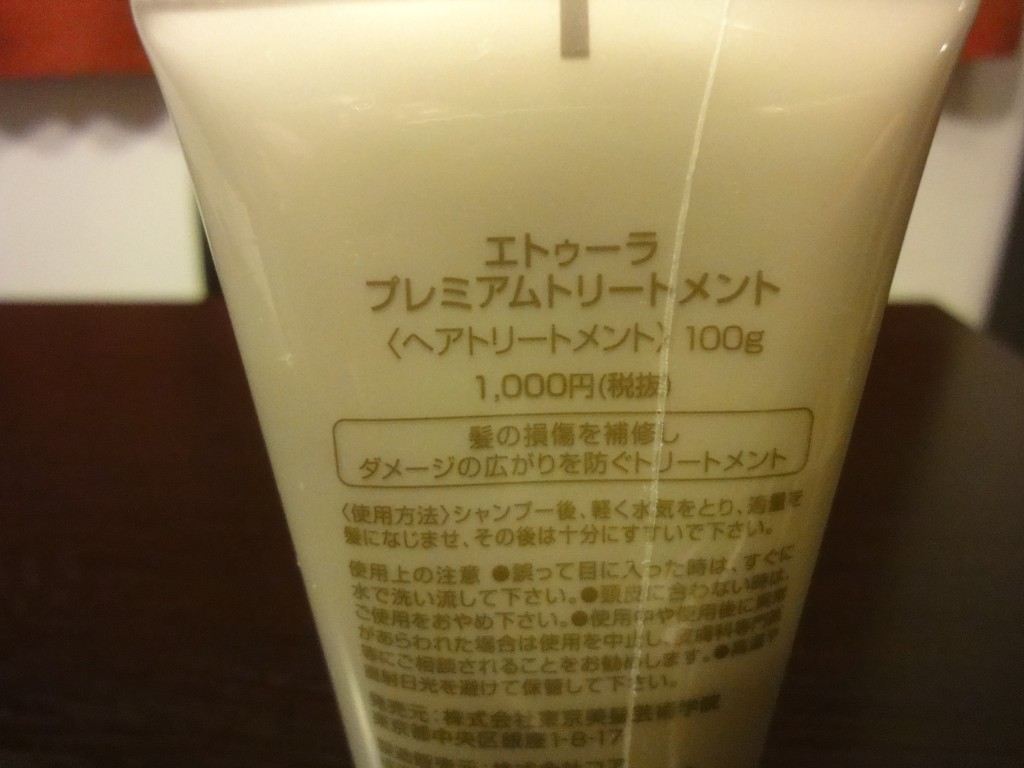 エトゥーラ
プレミアムトリートメント
〈ヘアトリートメント〉 100g
1,000円(税抜)
髪の損傷を補修し
ダメージの広がりを防ぐトリートメント
〈使用方法〉シャンプー後、軽く水気をとり、適量を
髪になじませ、その後は十分にすすいで下さい。
使用上の注意 ●誤って目に入った時は、すぐに
水で洗い流して下さい。●頭皮に合わない時は、
ご使用をおやめ下さい。●使用中や使用後に異常
があらわれた場合は使用を中止し、皮膚科専門医
等にご相談されることをお勧めします。●高温や
直射日光を避けて保管して下さい。
発売元:株式会社東京美髪芸術学院
東京都中央区銀座1-8-17